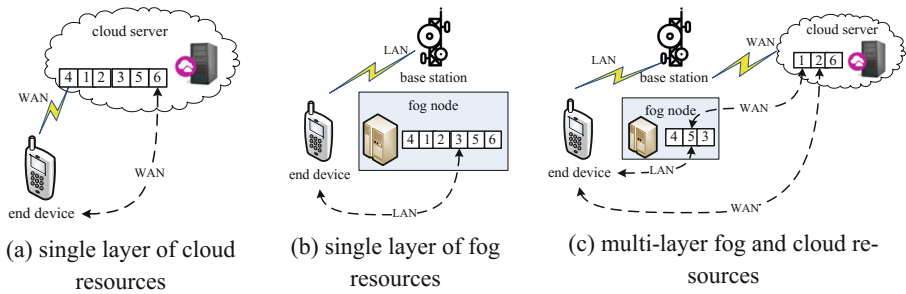 cloud server
4 1 2 3 5 6
WAN
WAN
end device
(a) single layer of cloud
resources
LAN
base station
fog node
4 1 2 3 5 6
end device
LAN
(b) single layer of fog
resources
LAN
base station
WAN
cloud server
1 2 6
fog node
WAN
4 5 3
end device
LAN
WAN
(c) multi-layer fog and cloud re-
sources